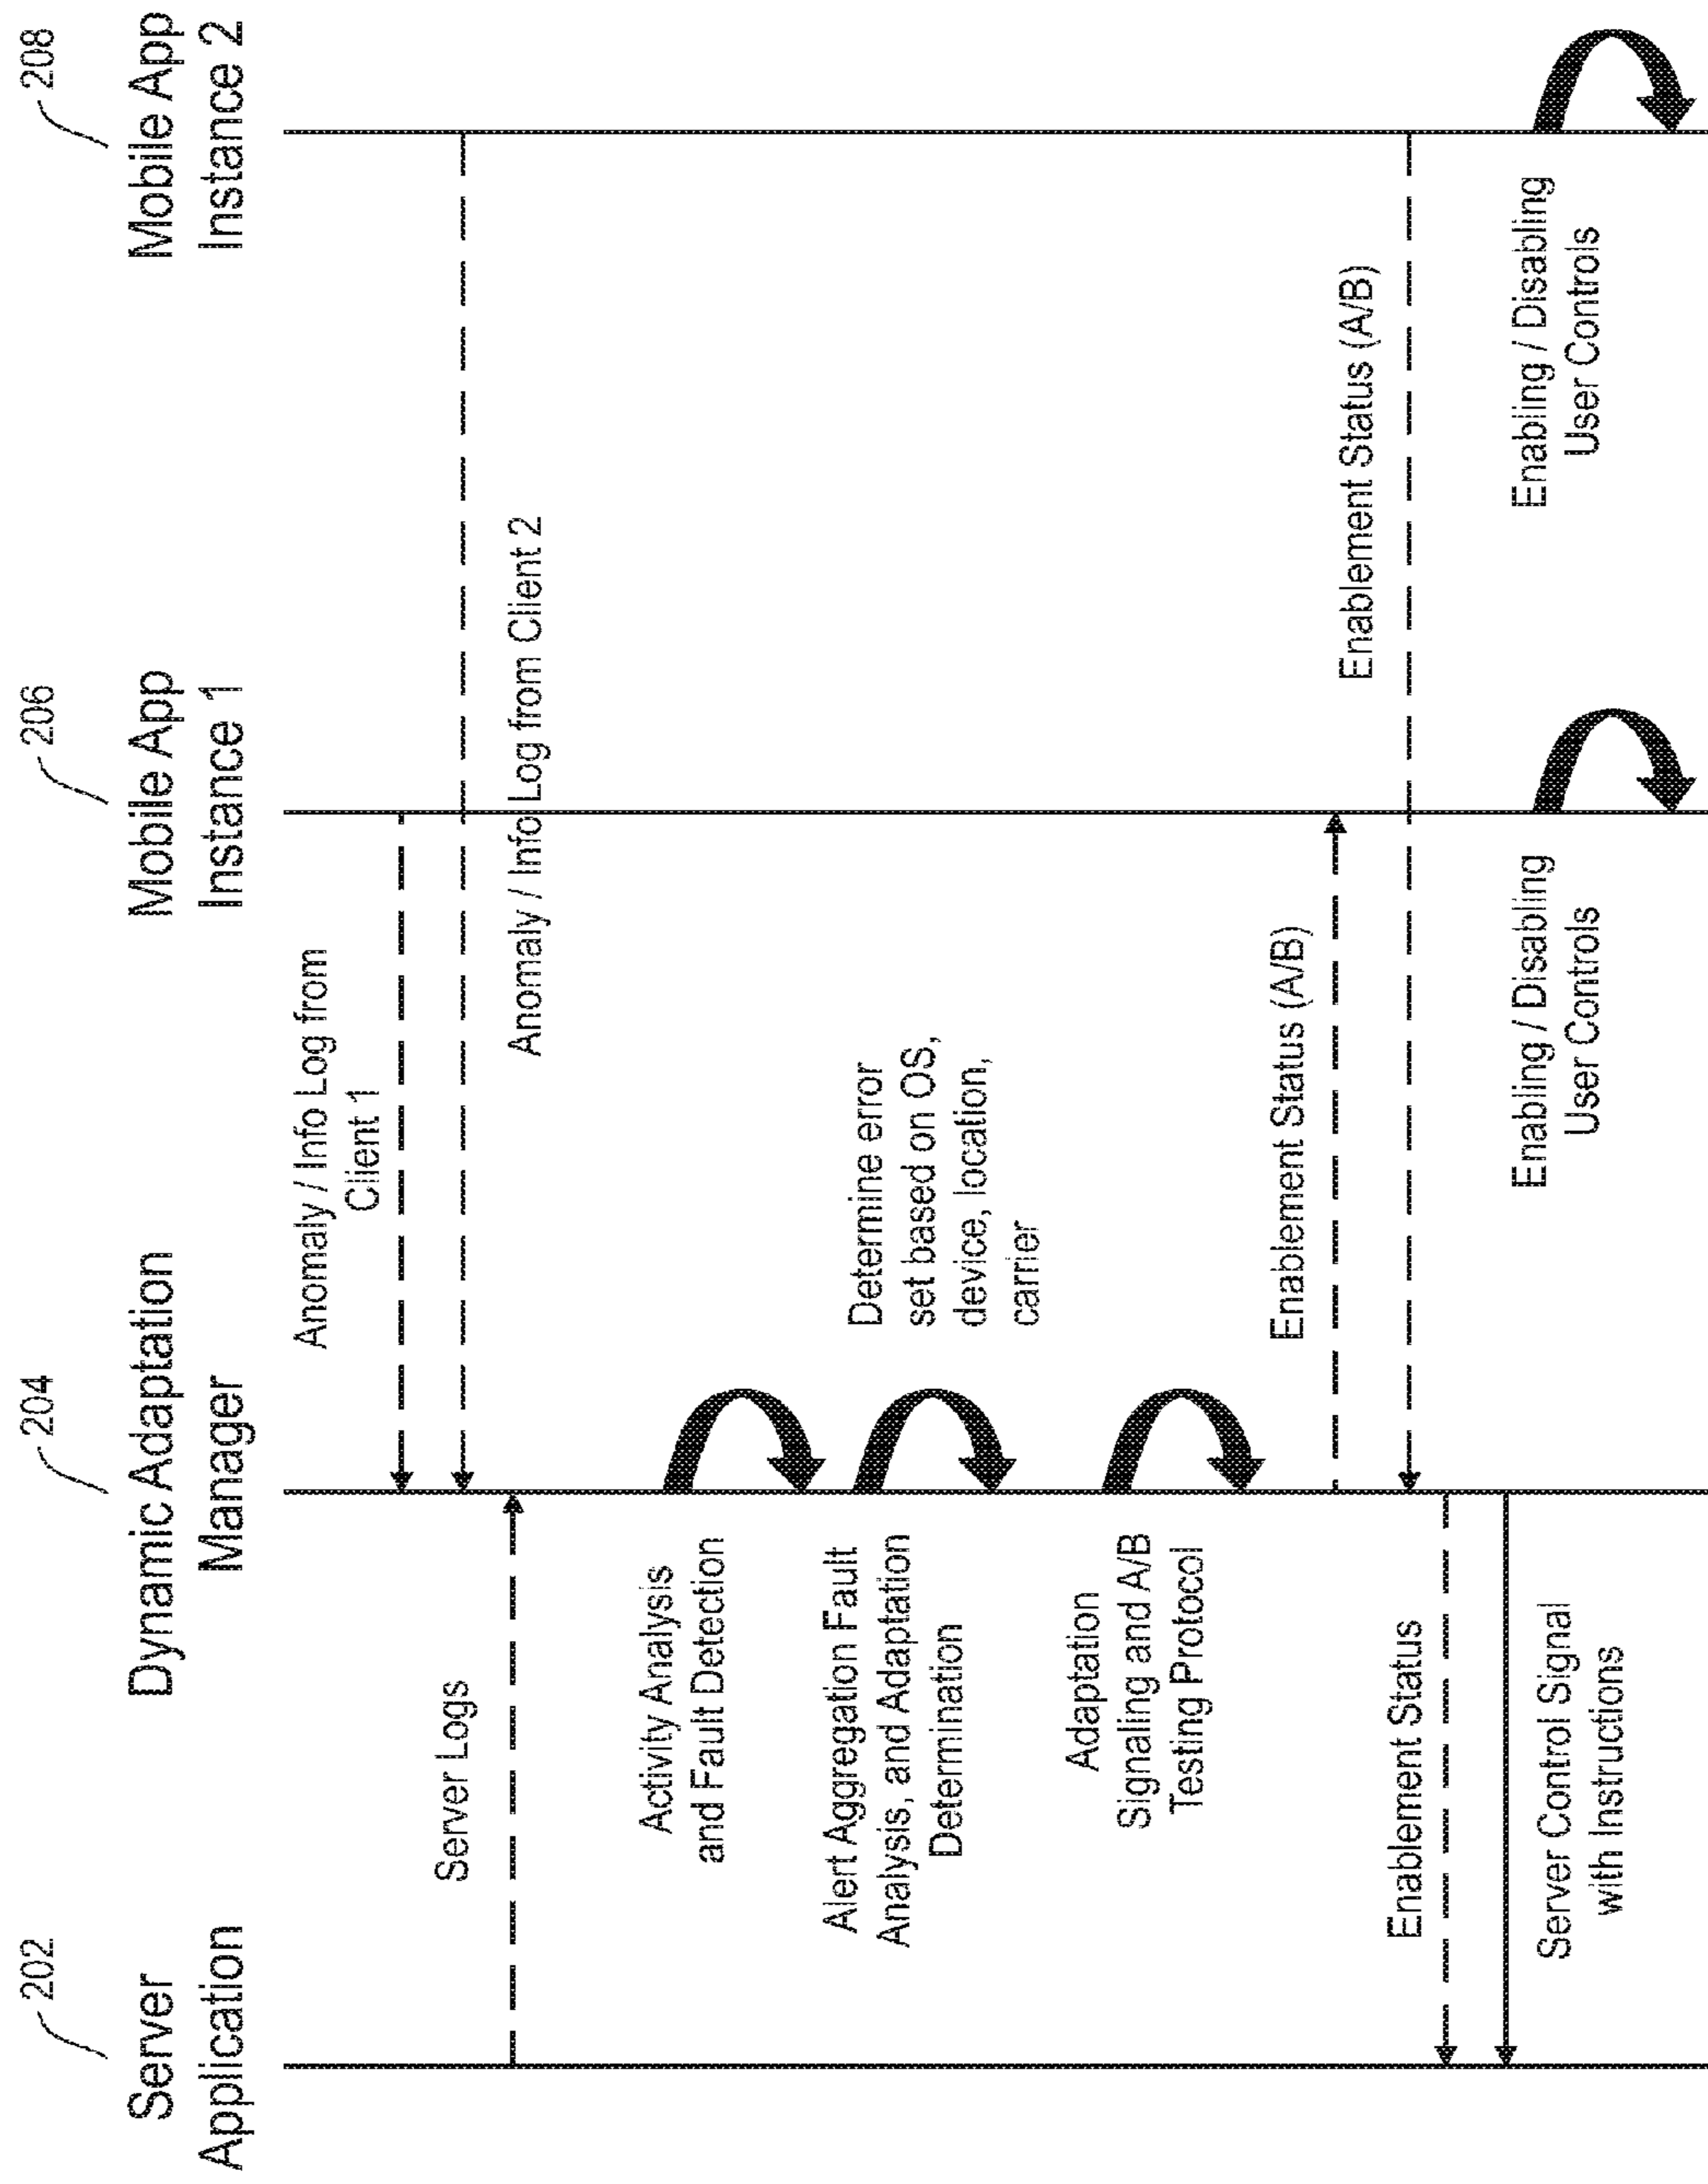 202
Server
Application
204
Dynamic Adaptation
Manager
206
Mobile App
Instance 1
208
Mobile App
Instance 2
Anomaly / Info Log from
Client 1
Anomaly / Info Log from Client 2
Server Logs
Activity Analysis
and Fault Detection
Alert Aggregation Fault
Analysis, and Adaptation
Determination
Determine error
set based on OS,
device, location,
carrier
Adaptation
Signaling and A/B
Testing Protocol
Enablement Status (A/B)
Enablement Status (A/B)
Enablement Status
Server Control Signal
with Instructions
Enabling / Disabling
User Controls
Enabling / Disabling
User Controls